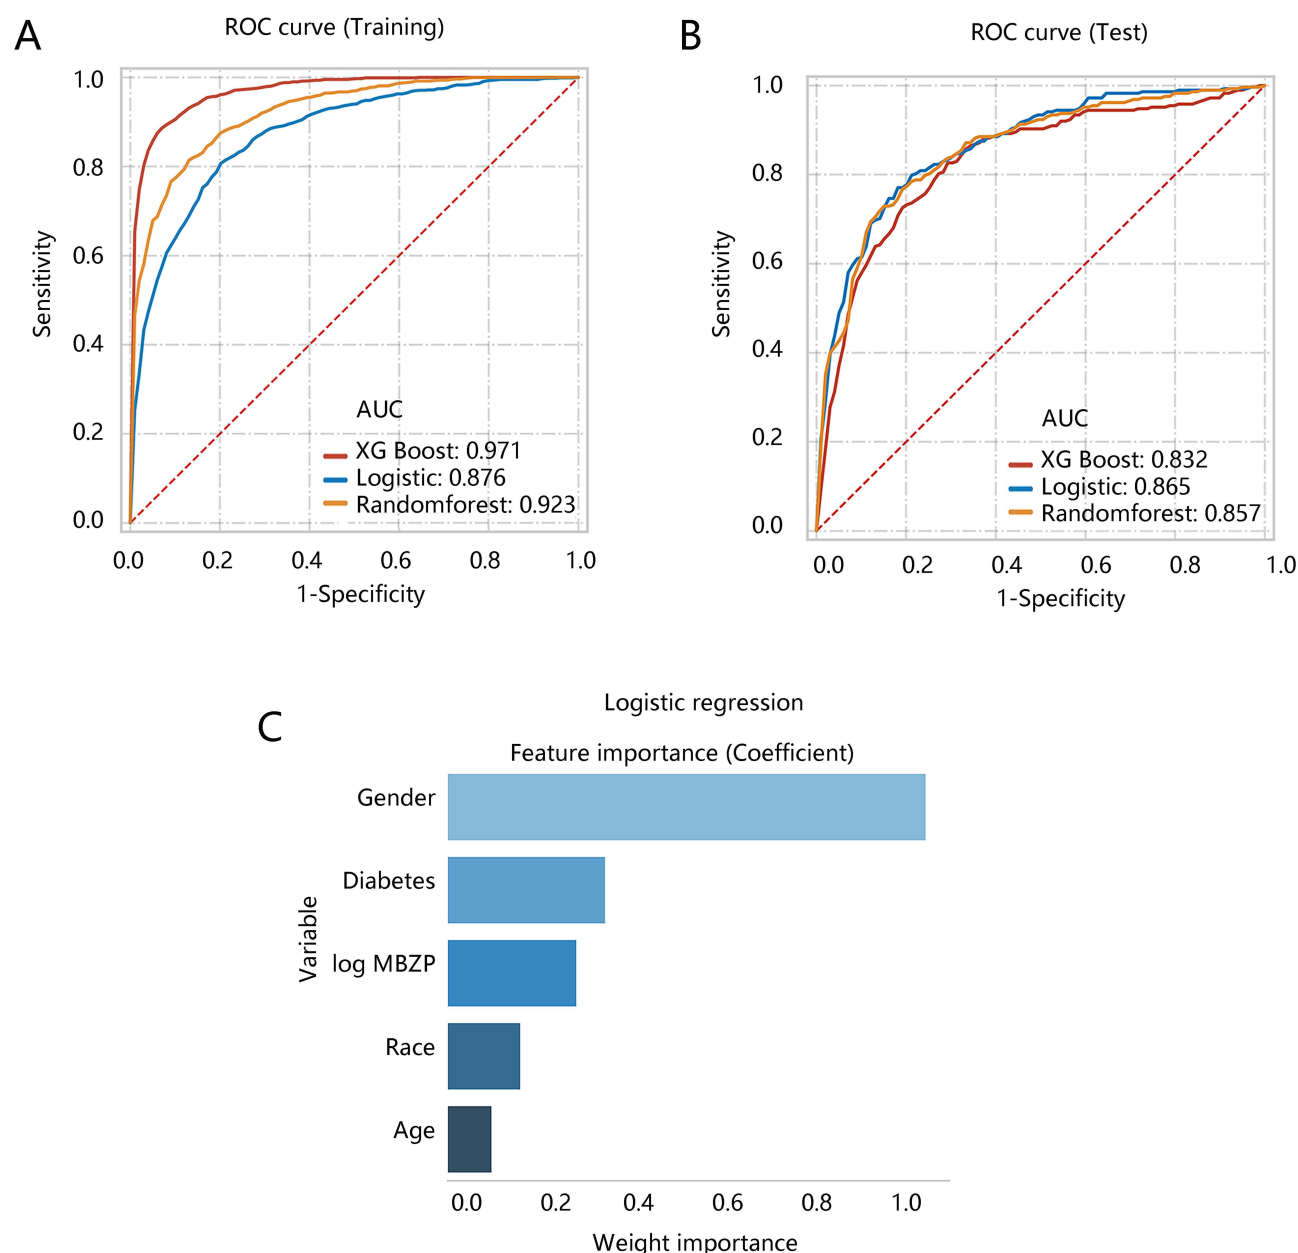 A
ROC curve (Training)
1.0
0.8
0.6
0.4
0.2
0.0
Sensitivity
AUC
XG Boost: 0.971
Logistic: 0.876
Randomforest: 0.923
0.0 0.2 0.4 0.6 0.8 1.0
1-Specificity
B
ROC curve (Test)
1.0
0.8
0.6
0.4
0.2
0.0
Sensitivity
AUC
XG Boost: 0.832
Logistic: 0.865
Randomforest: 0.857
0.0 0.2 0.4 0.6 0.8 1.0
1-Specificity
C
Logistic regression
Feature importance (Coefficient)
Variable
Gender
Diabetes
log MBZP
Race
Age
0.0 0.2 0.4 0.6 0.8 1.0
Weight importance